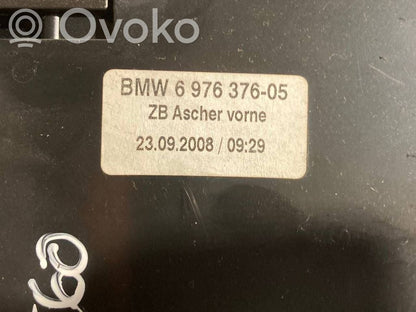 Ovoko
BMW 6 976 376-05
ZB Ascher vorne
23.09.2008 / 09:29